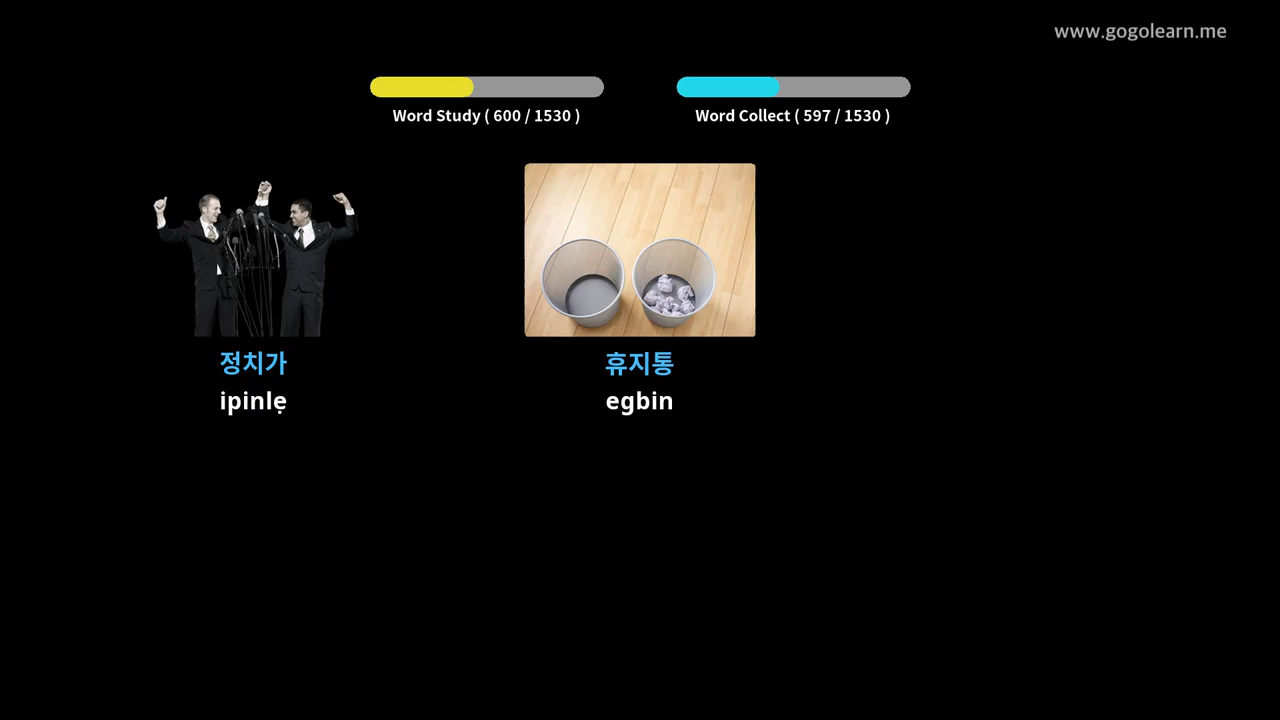 www.gogolearn.me
Word Study ( 600 / 1530 )
Word Collect ( 597 / 1530 )
정치가
ipinlẹ
휴지통
egbin